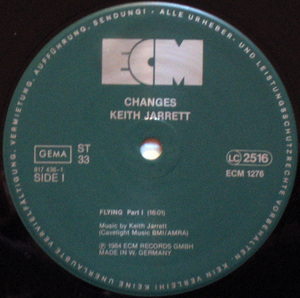 ECM
CHANGES
KEITH JARRETT
GEMA
ST
33
817 436-1
SIDE I
LC 2516
ECM 1276
FLYING Part I (16:01)
Music by Keith Jarrett
(Cavelight Music BMI/AMRA)
℗ 1984 ECM RECORDS GMBH
MADE IN W. GERMANY
KEIN VERLEIH! KEINE UNERLAUBTE VERVIELFÄLTIGUNG, VERMIETUNG, AUFFÜHRUNG, SENDUNG! - ALLE URHEBER- UND LEISTUNGSSCHUTZRECHTE VORBEHALTEN.